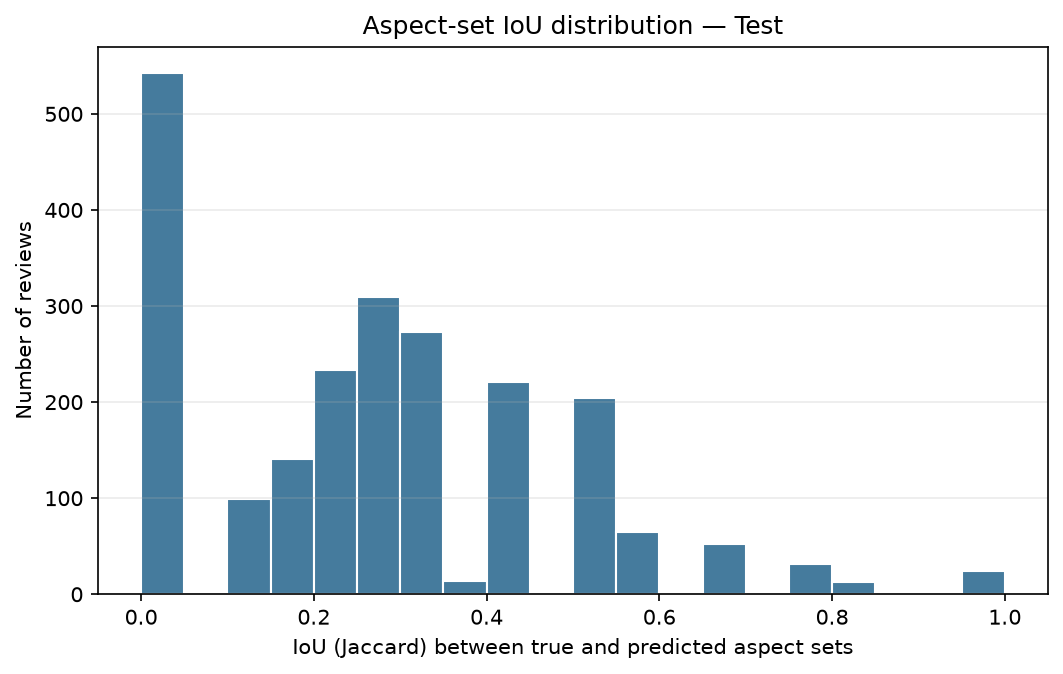 Aspect-set IoU distribution — Test
Number of reviews
500
400
300
200
100
0
0.0 0.2 0.4 0.6 0.8 1.0
IoU (Jaccard) between true and predicted aspect sets